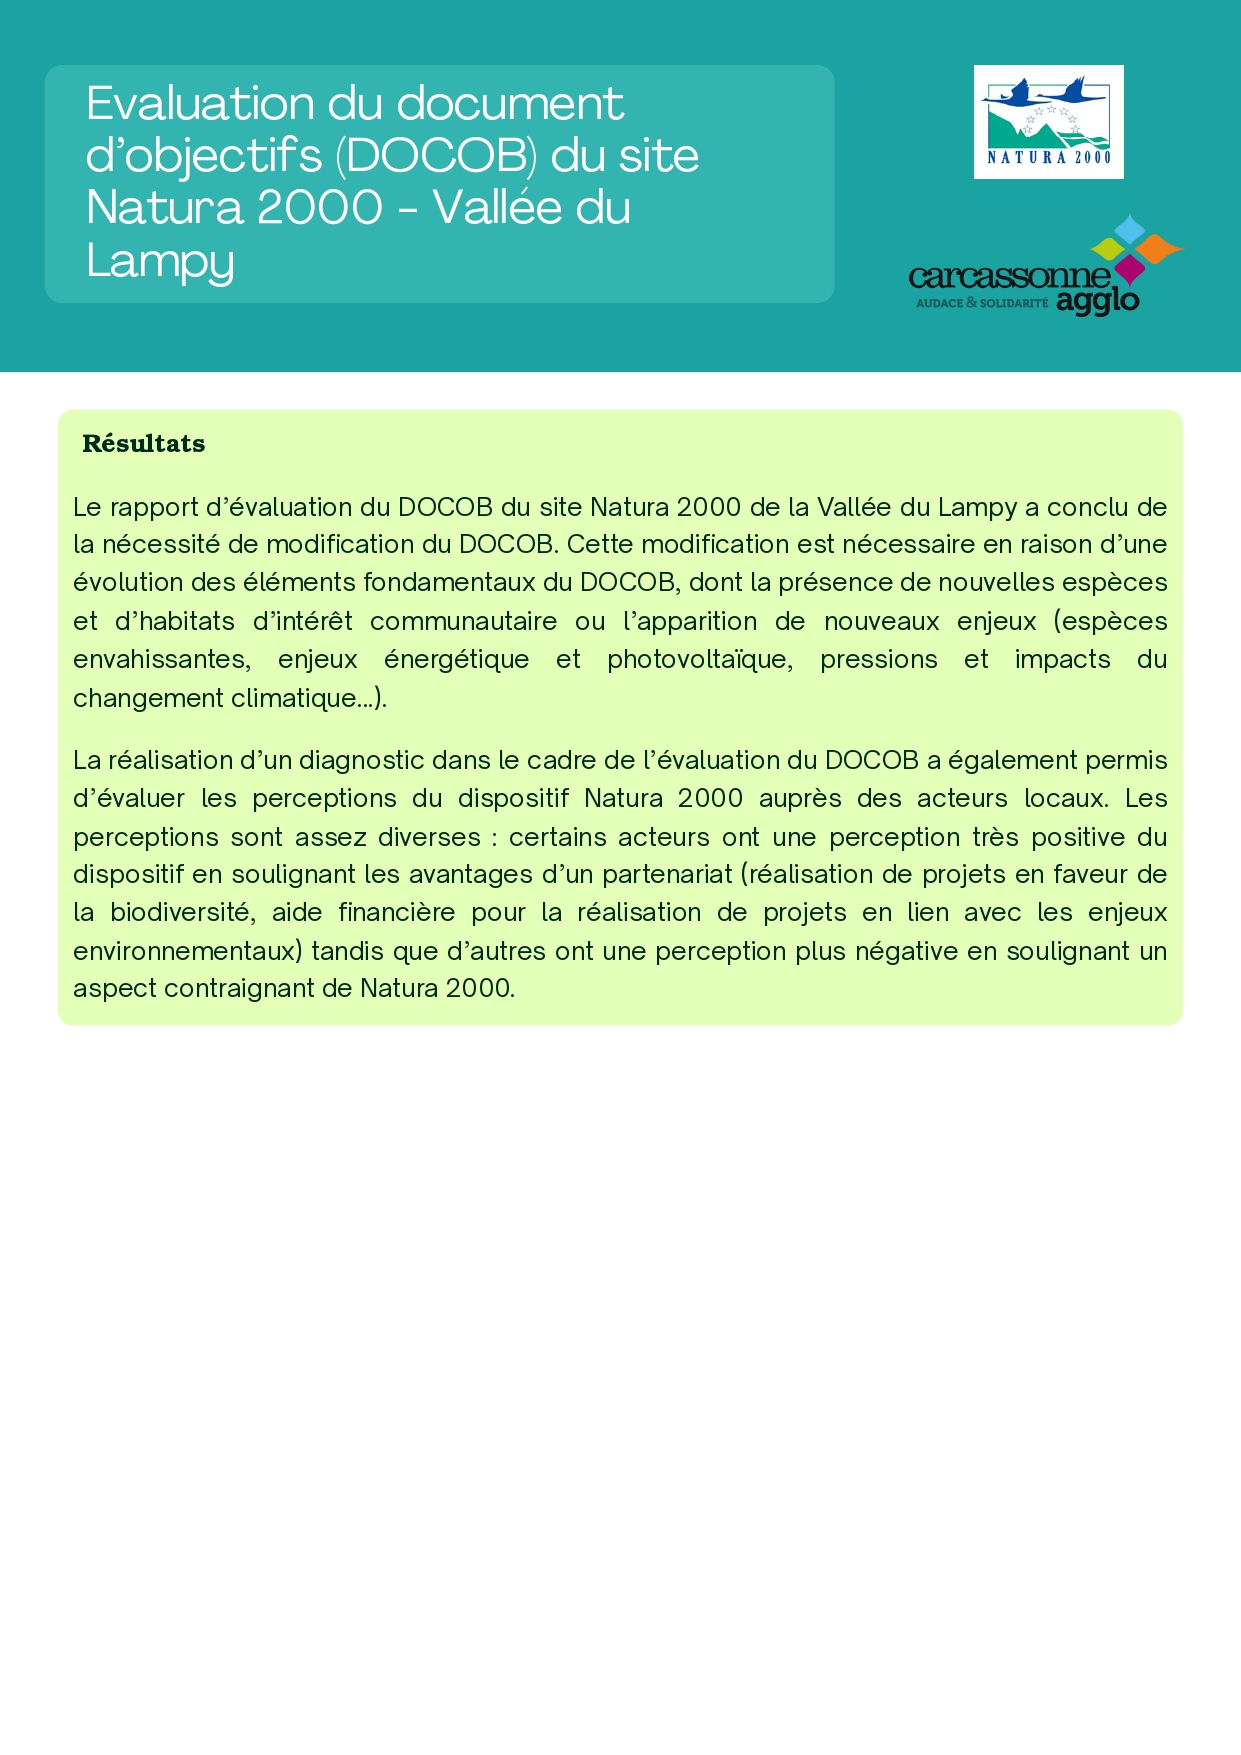 Evaluation du document
d’objectifs (DOCOB) du site
Natura 2000 - Vallée du
Lampy
NATURA 2000
carcassonne
AUDACE & SOLIDARITÉ agglo
Résultats
Le rapport d’évaluation du DOCOB du site Natura 2000 de la Vallée du Lampy a conclu de
la nécessité de modification du DOCOB. Cette modification est nécessaire en raison d’une
évolution des éléments fondamentaux du DOCOB, dont la présence de nouvelles espèces
et d’habitats d’intérêt communautaire ou l’apparition de nouveaux enjeux (espèces
envahissantes, enjeux énergétique et photovoltaïque, pressions et impacts du
changement climatique...).
La réalisation d’un diagnostic dans le cadre de l’évaluation du DOCOB a également permis
d’évaluer les perceptions du dispositif Natura 2000 auprès des acteurs locaux. Les
perceptions sont assez diverses : certains acteurs ont une perception très positive du
dispositif en soulignant les avantages d’un partenariat (réalisation de projets en faveur de
la biodiversité, aide financière pour la réalisation de projets en lien avec les enjeux
environnementaux) tandis que d’autres ont une perception plus négative en soulignant un
aspect contraignant de Natura 2000.